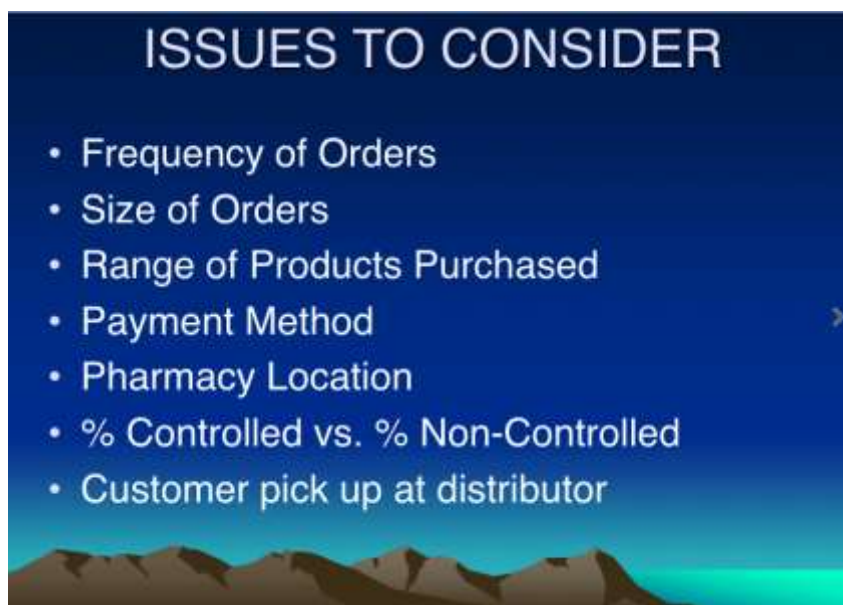 ISSUES TO CONSIDER
• Frequency of Orders
• Size of Orders
• Range of Products Purchased
• Payment Method
• Pharmacy Location
• % Controlled vs. % Non-Controlled
• Customer pick up at distributor